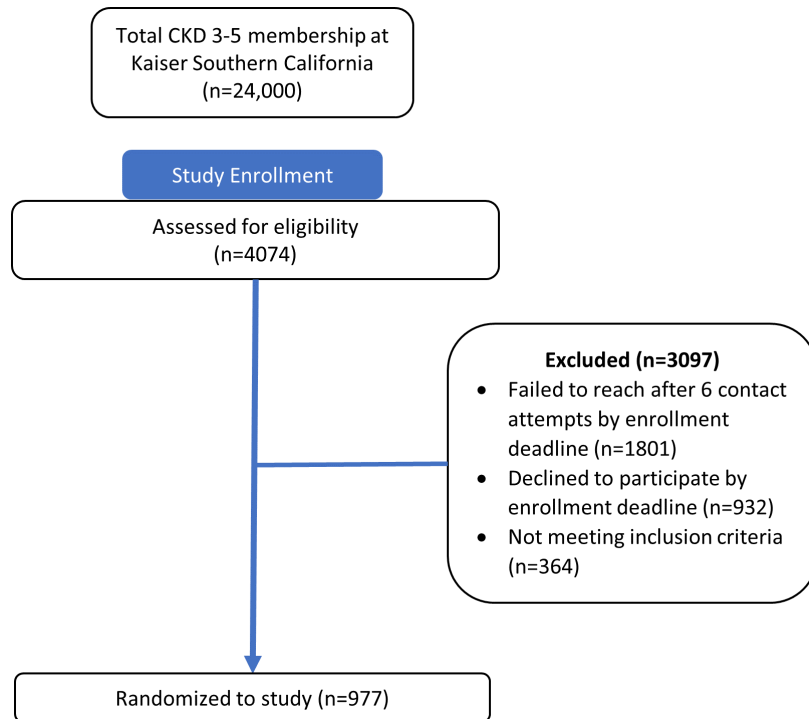 Total CKD 3-5 membership at
Kaiser Southern California
(n=24,000)
Study Enrollment
Assessed for eligibility
(n=4074)
Excluded (n=3097)
• Failed to reach after 6 contact
attempts by enrollment
deadline (n=1801)
• Declined to participate by
enrollment deadline (n=932)
• Not meeting inclusion criteria
(n=364)
Randomized to study (n=977)